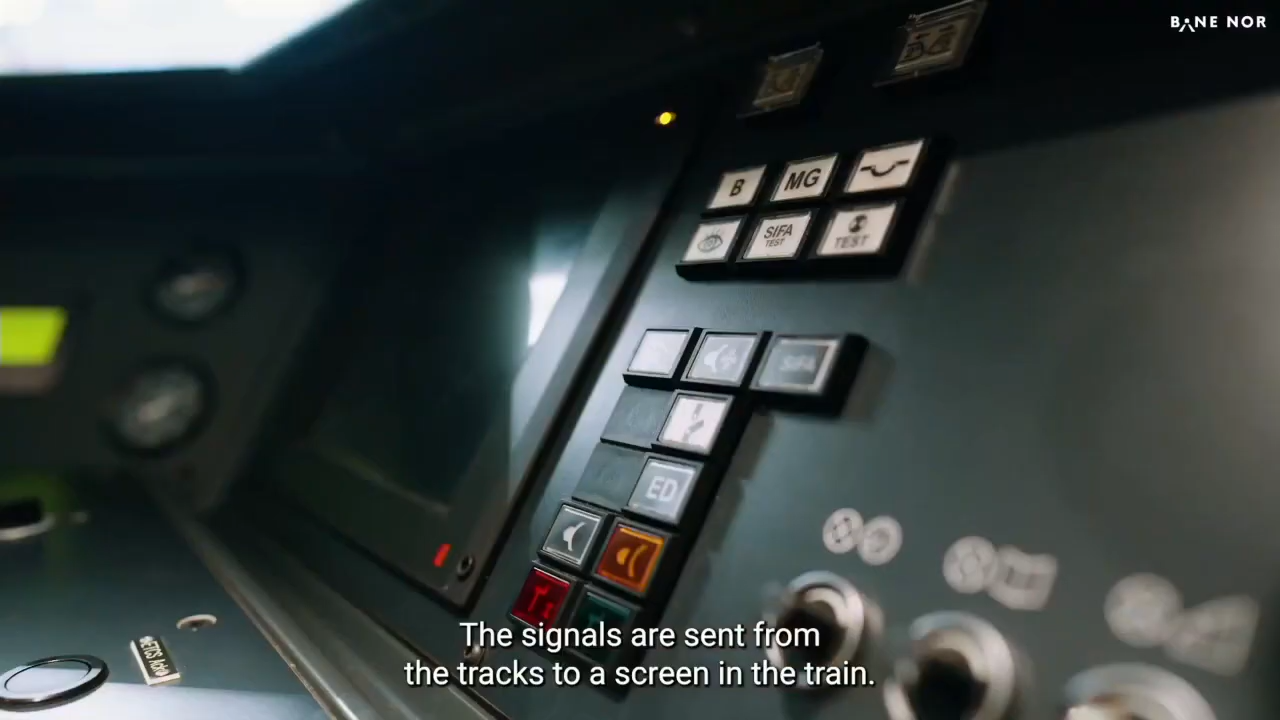 BANE NOR
B
MG
SIFA
TEST
TEST
SIFA
ED
The signals are sent from
the tracks to a screen in the train.